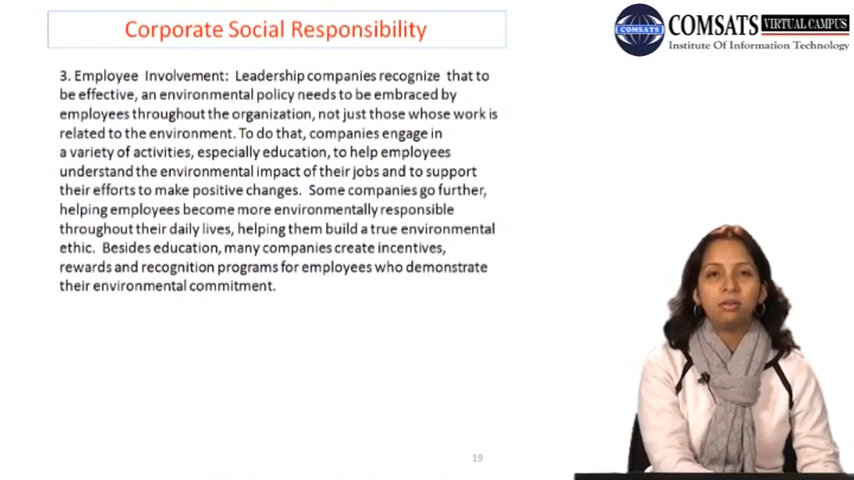 Corporate Social Responsibility
COMSATS VIRTUAL CAMPUS
COMSATS
Institute Of Information Technology
3. Employee Involvement: Leadership companies recognize that to
be effective, an environmental policy needs to be embraced by
employees throughout the organization, not just those whose work is
related to the environment. To do that, companies engage in
a variety of activities, especially education, to help employees
understand the environmental impact of their jobs and to support
their efforts to make positive changes. Some companies go further,
helping employees become more environmentally responsible
throughout their daily lives, helping them build a true environmental
ethic. Besides education, many companies create incentives,
rewards and recognition programs for employees who demonstrate
their environmental commitment.
19